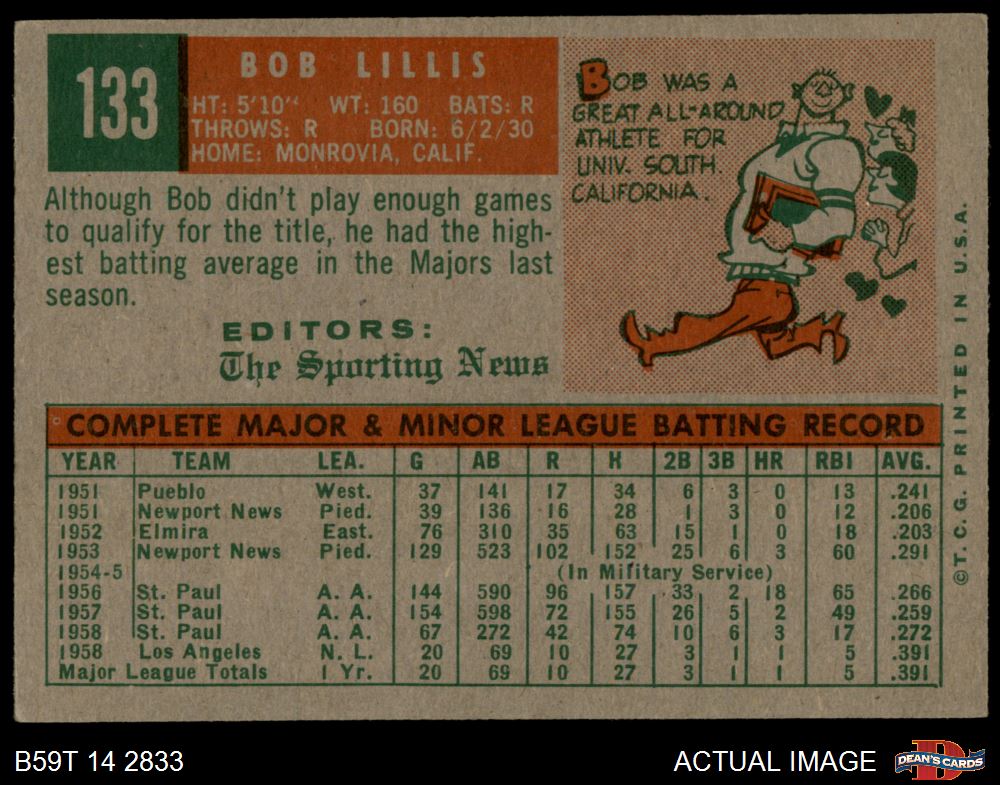 133
BOB LILLIS
HT: 5'10" WT: 160 BATS: R
THROWS: R BORN: 6/2/30
HOME: MONROVIA, CALIF.
BOB WAS A
GREAT ALL-AROUND
ATHLETE FOR
UNIV. SOUTH.
CALIFORNIA.
Although Bob didn't play enough games
to qualify for the title, he had the high-
est batting average in the Majors last
season.
EDITORS:
The Sporting News
COMPLETE MAJOR & MINOR LEAGUE BATTING RECORD
YEAR TEAM LEA. G AB R H 2B 3B HR RBI AVG.
1951 Pueblo West. 37 141 17 34 6 3 0 13 .241
1951 Newport News Pied. 39 136 16 28 1 3 0 12 .206
1952 Elmira East. 76 310 35 63 15 1 0 18 .203
1953 Newport News Pied. 129 523 102 152 25 6 3 60 .291
1954-5 (In Military Service)
1956 St. Paul A. A. 144 590 96 157 33 2 18 65 .266
1957 St. Paul A. A. 154 598 72 155 26 5 2 49 .259
1958 St. Paul A. A. 67 272 42 74 10 6 3 17 .272
1958 Los Angeles N. L. 20 69 10 27 3 1 1 5 .391
Major League Totals 1 Yr. 20 69 10 27 3 1 1 5 .391
©T.C.G. PRINTED IN U.S.A.
B59T 14 2833
ACTUAL IMAGE
DEAN'S CARDS